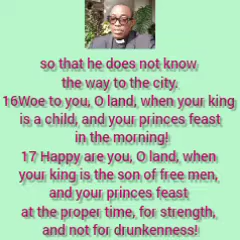 so that he does not know
the way to the city.
16Woe to you, O land, when your king
is a child, and your princes feast
in the morning!
17 Happy are you, O land, when
your king is the son of free men,
and your princes feast
at the proper time, for strength,
and not for drunkenness!